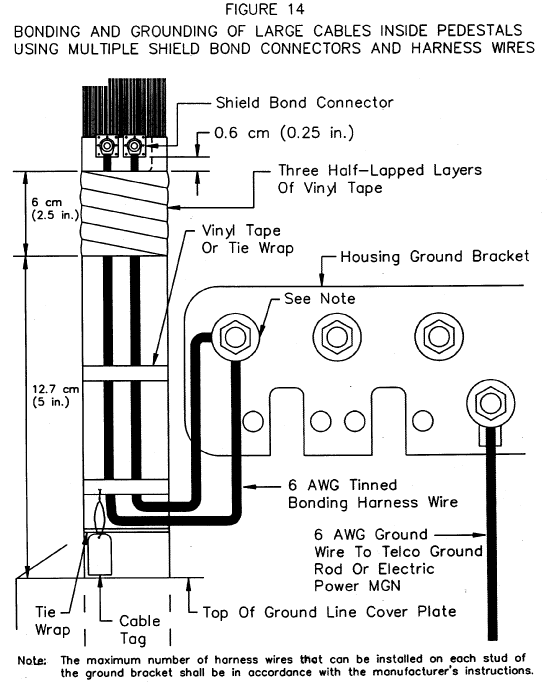 FIGURE 14
BONDING AND GROUNDING OF LARGE CABLES INSIDE PEDESTALS
USING MULTIPLE SHIELD BOND CONNECTORS AND HARNESS WIRES
Shield Bond Connector
0.6 cm (0.25 in.)
Three Half-Lapped Layers
Of Vinyl Tape
6 cm
(2.5 in.)
Vinyl Tape
Or Tie Wrap
Housing Ground Bracket
See Note
12.7 cm
(5 in.)
6 AWG Tinned
Bonding Harness Wire
6 AWG Ground
Wire To Telco Ground
Rod Or Electric
Power MGN
Tie
Wrap
Cable
Tag
Top Of Ground Line Cover Plate
Note: The maximum number of harness wires that can be installed on each stud of
the ground bracket shall be in accordance with the manufacturer's instructions.